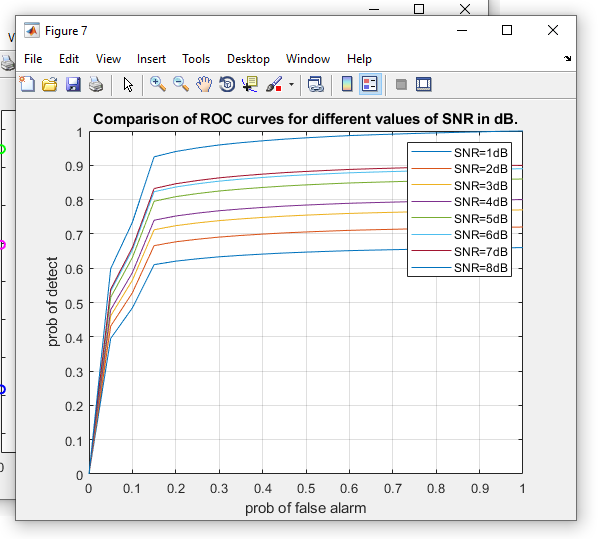 Figure 7
File Edit View Insert Tools Desktop Window Help
Comparison of ROC curves for different values of SNR in dB.
1
0.9
0.8
0.7
0.6
0.5
0.4
0.3
0.2
0.1
0
prob of detect
SNR=1dB
SNR=2dB
SNR=3dB
SNR=4dB
SNR=5dB
SNR=6dB
SNR=7dB
SNR=8dB
0 0.1 0.2 0.3 0.4 0.5 0.6 0.7 0.8 0.9 1
prob of false alarm